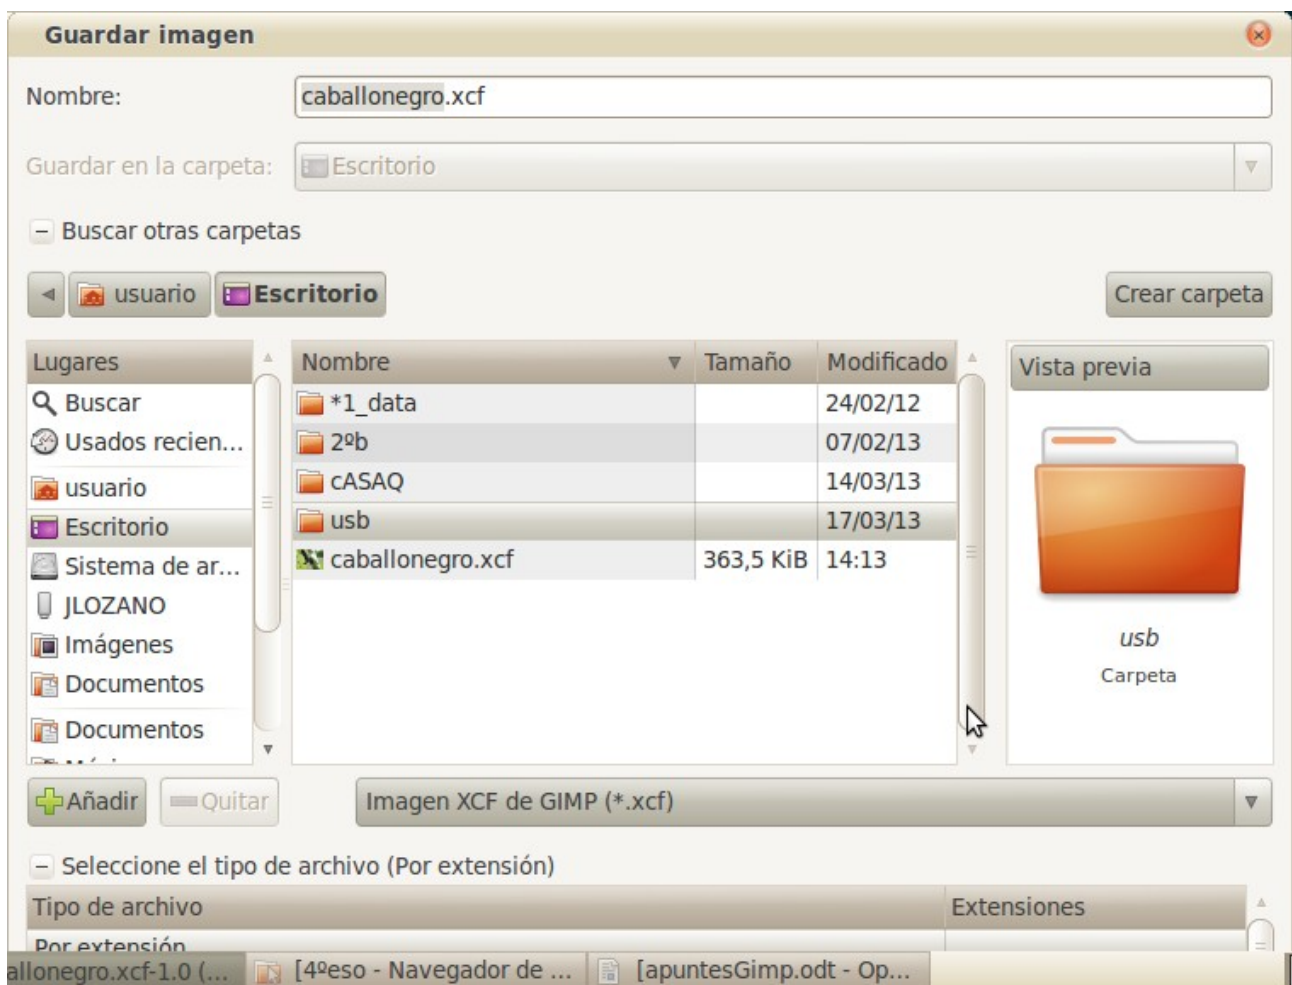 Guardar imagen
Nombre: caballonegro.xcf
Guardar en la carpeta: Escritorio
Buscar otras carpetas
usuario Escritorio Crear carpeta
Lugares Nombre Tamaño Modificado Vista previa
Buscar *1_data 24/02/12
Usados recien... 2ºb 07/02/13
usuario cASAQ 14/03/13
Escritorio usb 17/03/13
Sistema de ar... caballonegro.xcf 363,5 KiB 14:13
JLOZANO
Imágenes usb
Documentos Carpeta
Documentos
Añadir Quitar Imagen XCF de GIMP (*.xcf)
Seleccione el tipo de archivo (Por extensión)
Tipo de archivo Extensiones
Por extensión
allonegro.xcf-1.0 (... [4ºeso - Navegador de ... [apuntesGimp.odt - Op...